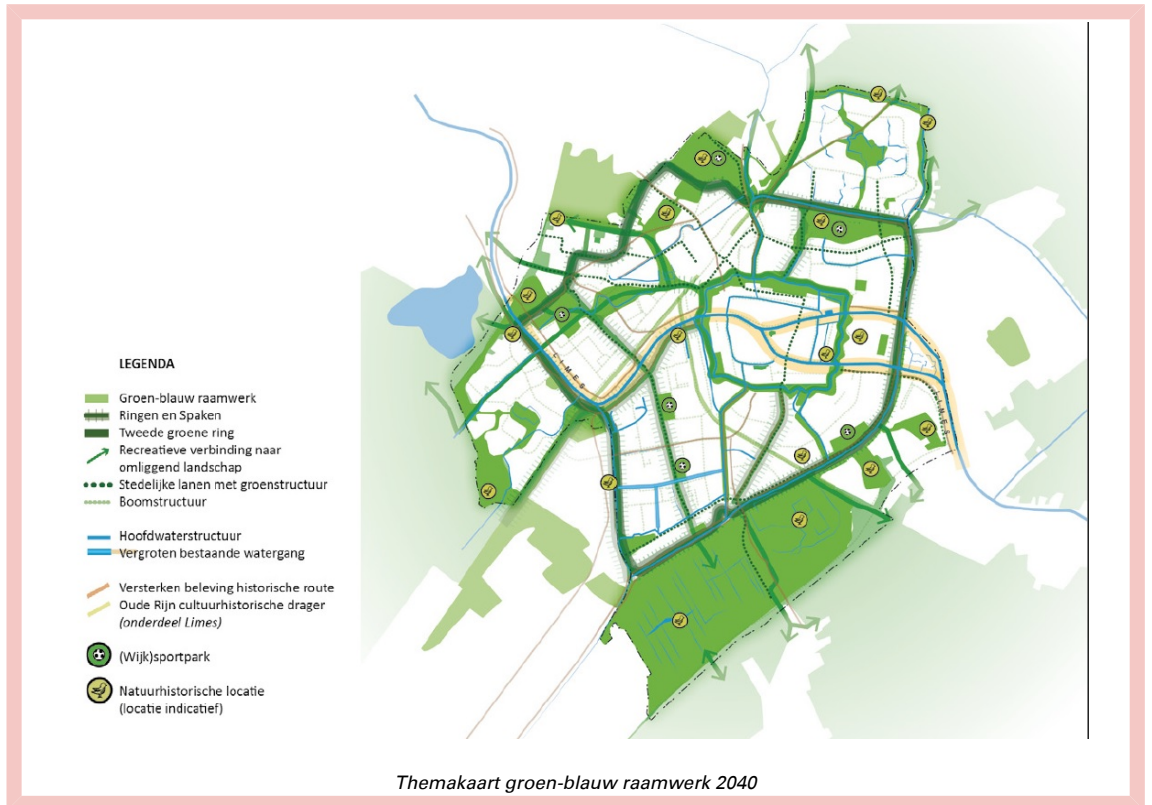 LIMES
LIMES
LEGENDA
Groen-blauw raamwerk
Ringen en Spaken
Tweede groene ring
Recreatieve verbinding naar
omliggend landschap
Stedelijke lanen met groenstructuur
Boomstructuur
Hoofdwaterstructuur
Vergroten bestaande watergang
Versterken beleving historische route
Oude Rijn cultuurhistorische drager
(onderdeel Limes)
(Wijk)sportpark
Natuurhistorische locatie
(locatie indicatief)
Themakaart groen-blauw raamwerk 2040